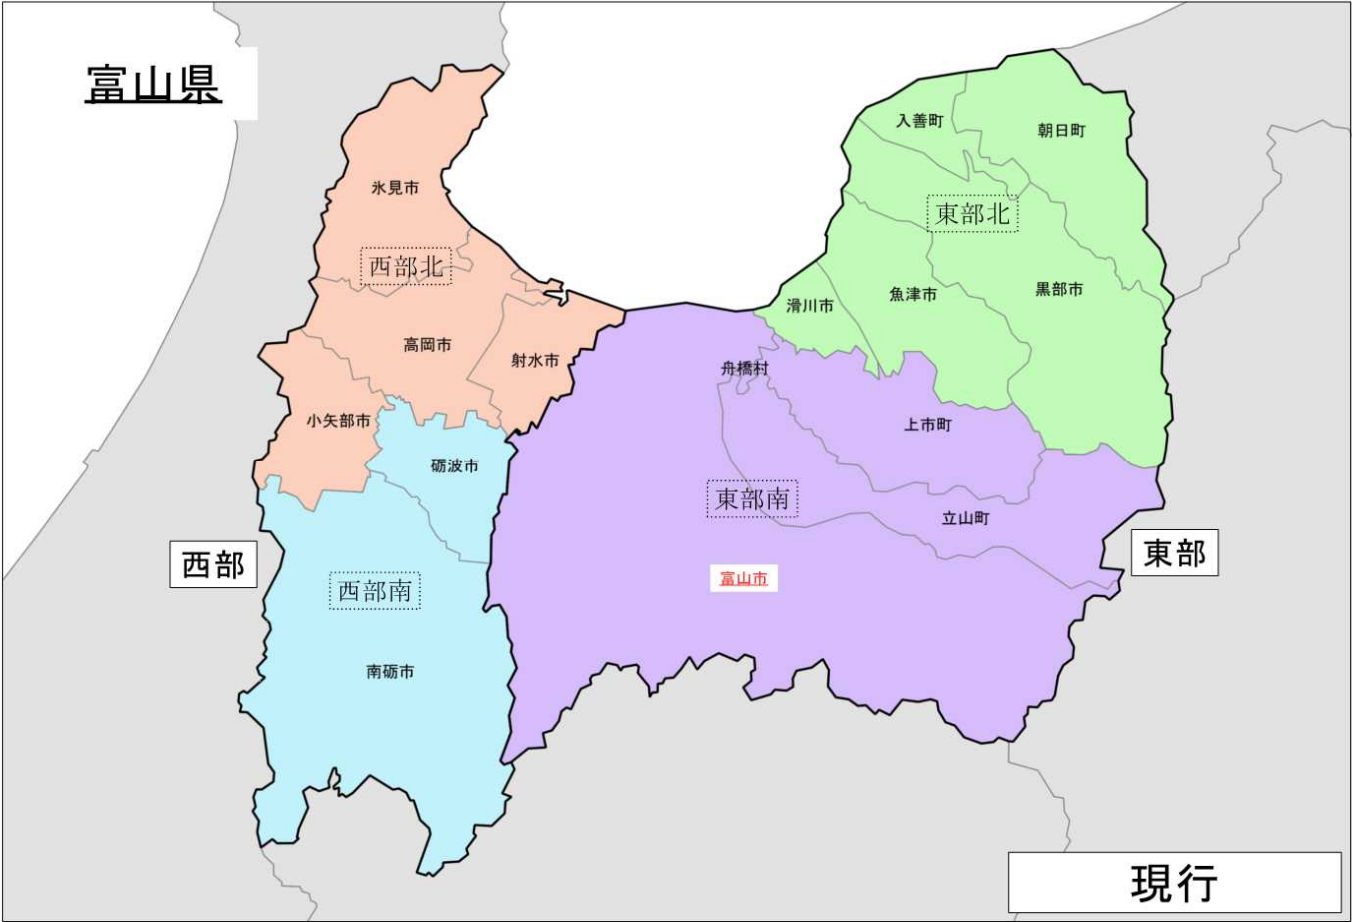 富山県
入善町
朝日町
氷見市
東部北
西部北
魚津市
黒部市
滑川市
高岡市
射水市
舟橋村
小矢部市
上市町
砺波市
東部南
立山町
西部
東部
富山市
西部南
南砺市
現行